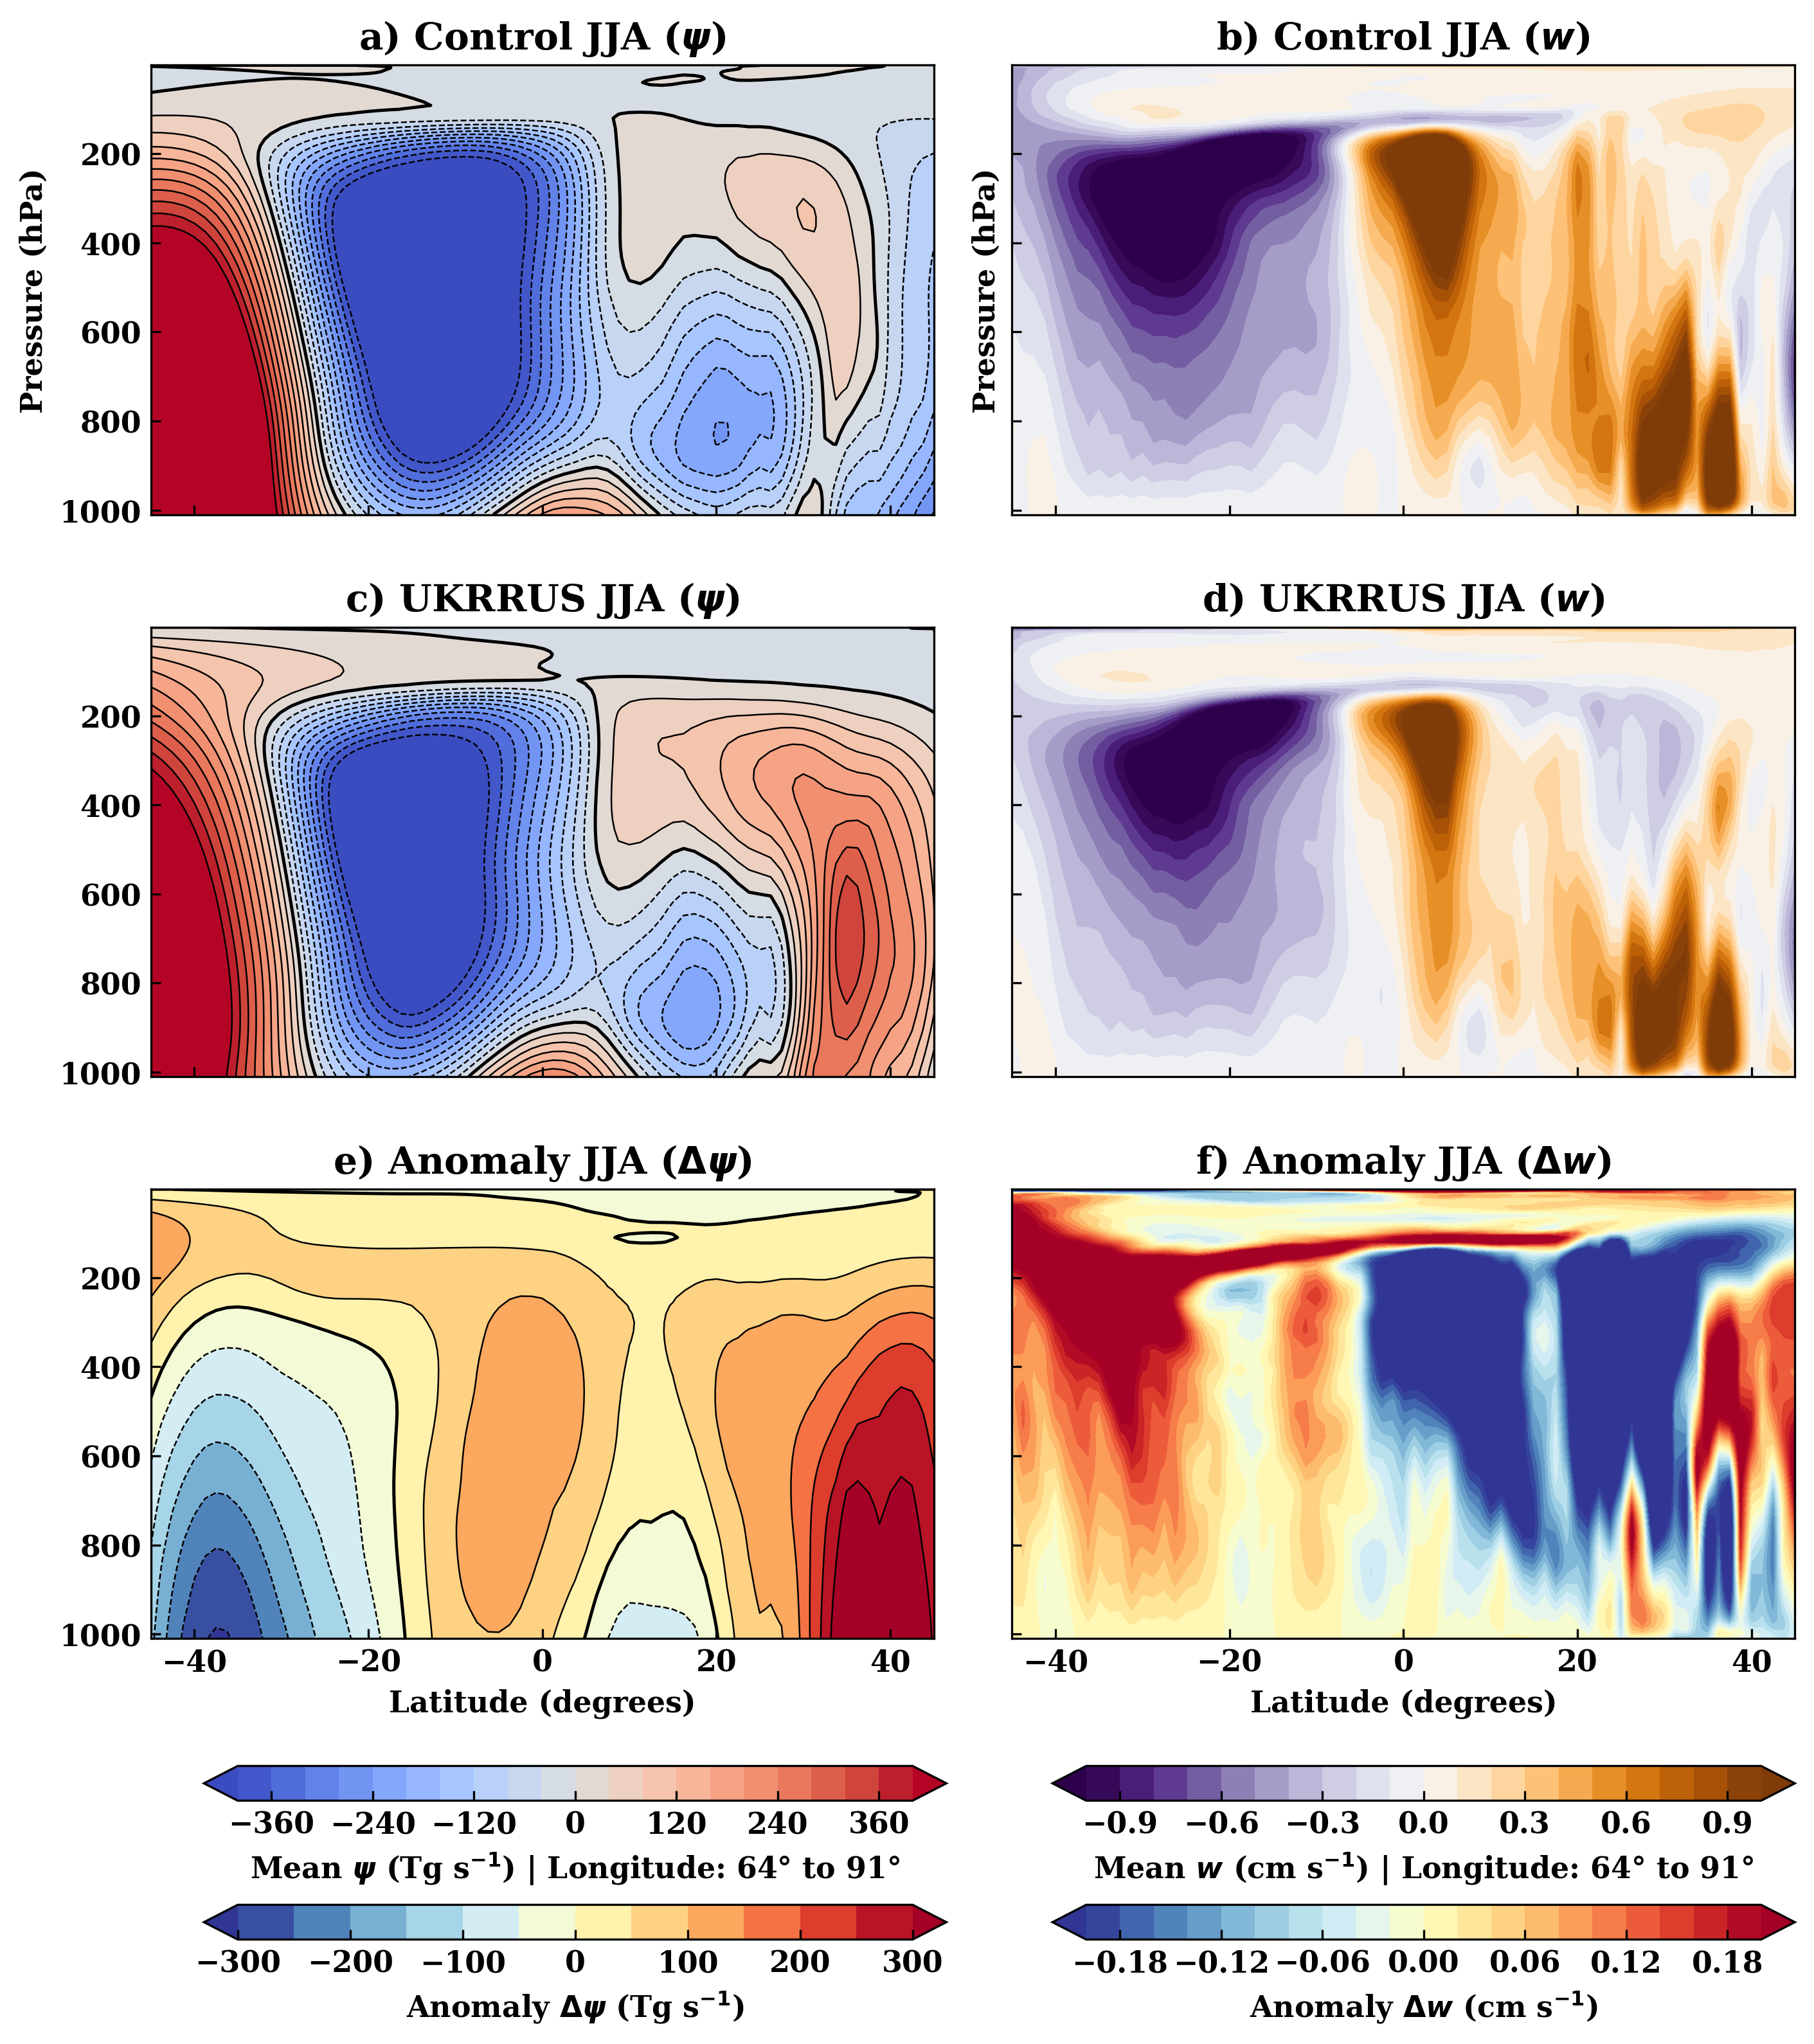 a) Control JJA (ψ)
b) Control JJA (w)
Pressure (hPa)
200
400
600
800
1000
Pressure (hPa)
c) UKRRUS JJA (ψ)
d) UKRRUS JJA (w)
200
400
600
800
1000
e) Anomaly JJA (Δψ)
f) Anomaly JJA (Δw)
200
400
600
800
1000
−40 −20 0 20 40
−40 −20 0 20 40
Latitude (degrees)
Latitude (degrees)
−360 −240 −120 0 120 240 360
Mean ψ (Tg s⁻¹) | Longitude: 64° to 91°
−0.9 −0.6 −0.3 0.0 0.3 0.6 0.9
Mean w (cm s⁻¹) | Longitude: 64° to 91°
−300 −200 −100 0 100 200 300
Anomaly Δψ (Tg s⁻¹)
−0.18 −0.12 −0.06 0.00 0.06 0.12 0.18
Anomaly Δw (cm s⁻¹)